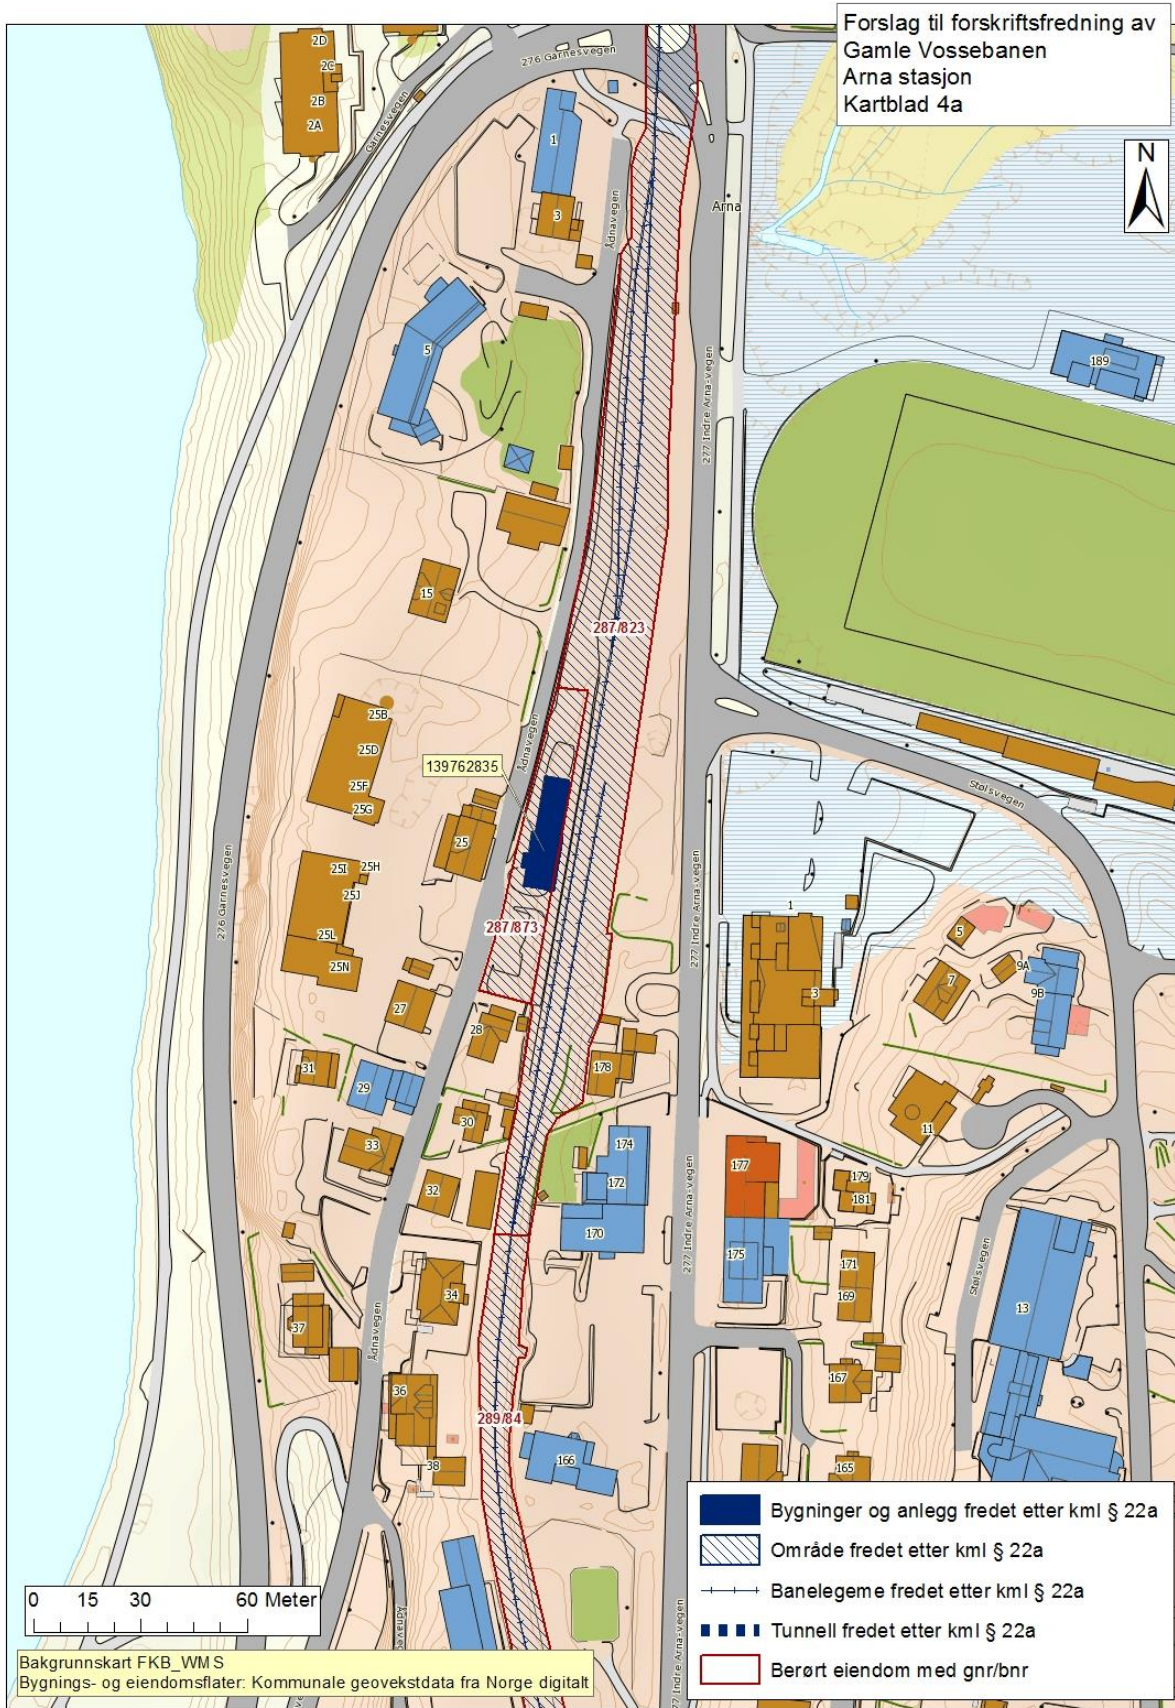 Forslag til forskriftsfredning av
Gamle Vossebanen
Arna stasjon
Kartblad 4a
N
2D
2C
2B
2A
276 Garnesvegen
Garnesvegen
1
3
Ådnavegen
Arna
5
189
277 Indre Arna-vegen
15
287/823
25B
25D
25F
25G
Ådnavegen
139762835
25
Stølsvegen
25I
25H
25J
25L
25N
276 Garnesvegen
287/873
277 Indre Arna-vegen
1
3
5
7
9A
9B
27
28
31
29
178
11
30
33
174
172
170
32
177
179
181
175
277 Indre Arna-vegen
171
169
Stølsvegen
13
34
37
Ådnavegen
167
36
289/84
38
166
165
Bygninger og anlegg fredet etter kml § 22a
Område fredet etter kml § 22a
Banelegeme fredet etter kml § 22a
Tunnell fredet etter kml § 22a
Berørt eiendom med gnr/bnr
0 15 30 60 Meter
277 Indre Arna-vegen
Bakgrunnskart FKB_WMS
Bygnings- og eiendomsflater: Kommunale geovekstdata fra Norge digitalt